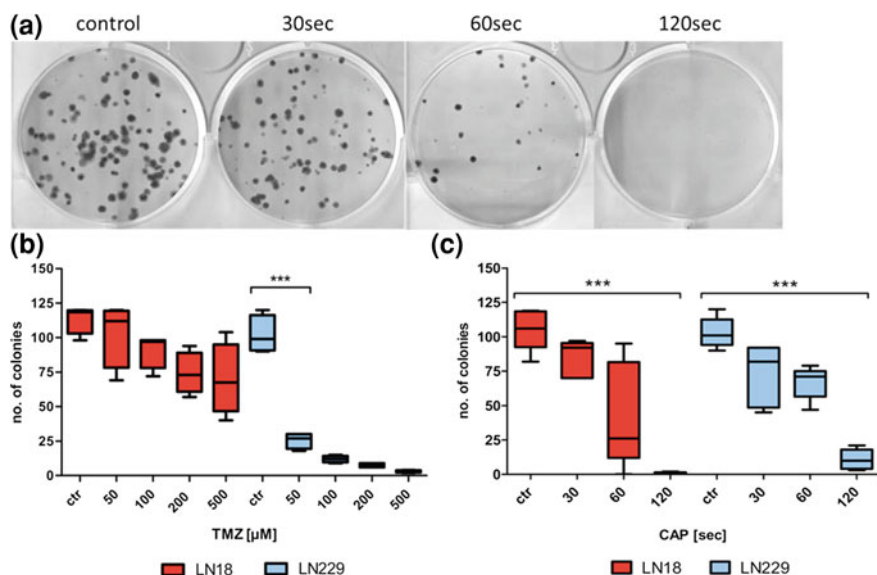 (a) control 30sec 60sec 120sec
(b)
no. of colonies
150
125
100
75
50
25
0
***
ctr 50 100 200 500 ctr 50 100 200 500
TMZ [µM]
LN18 LN229
(c)
no. of colonies
150
125
100
75
50
25
0
*** ***
ctr 30 60 120 ctr 30 60 120
CAP [sec]
LN18 LN229